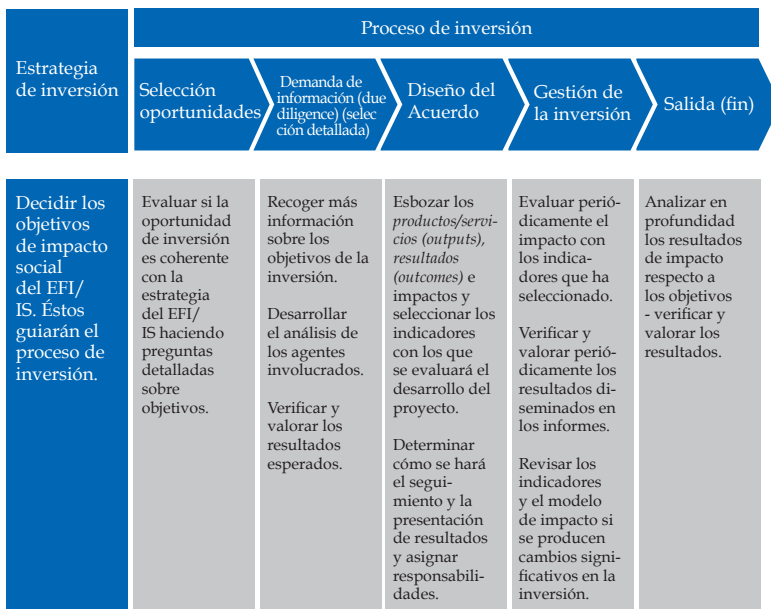 Proceso de inversión
Estrategia
de inversión
Selección
oportunidades
Demanda de
información (due
diligence) (selec
ción detallada)
Diseño del
Acuerdo
Gestión de
la inversión
Salida (fin)
Decidir los
objetivos
de impacto
social
del EFI/
IS. Éstos
guiarán el
proceso de
inversión.
Evaluar si la
oportunidad
de inversión
es coherente
con la
estrategia
del EFI/
IS haciendo
preguntas
detalladas
sobre
objetivos.
Recoger más
información
sobre los
objetivos de la
inversión.
Desarrollar
el análisis de
los agentes
involucrados.
Verificar y
valorar los
resultados
esperados.
Esbozar los
productos/servi-
cios (outputs),
resultados
(outcomes) e
impactos y
seleccionar los
indicadores
con los que
se evaluará el
desarrollo del
proyecto.
Determinar
cómo se hará
el segui-
miento y la
presentación
de resultados
y asignar
responsabili-
dades.
Evaluar perió-
dicamente el
impacto con
los indica-
dores que ha
seleccionado.
Verificar y
valorar perió-
dicamente los
resultados di-
seminados en
los informes.
Revisar los
indicadores
y el modelo
de impacto si
se producen
cambios signi-
ficativos en la
inversión.
Analizar en
profundidad
los resultados
de impacto
respecto a
los objetivos
- verificar y
valorar los
resultados.